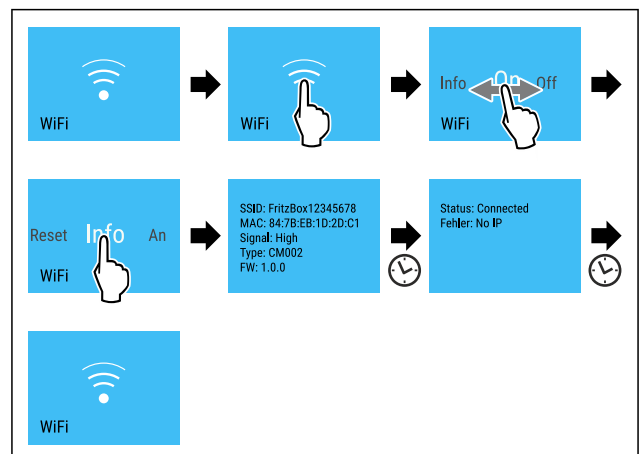 WiFi
WiFi
Info On Off
WiFi
Reset Info An
WiFi
SSID: FritzBox12345678
MAC: 84:7B:EB:1D:2D:C1
Signal: High
Type: CM002
FW: 1.0.0
Status: Connected
Fehler: No IP
WiFi